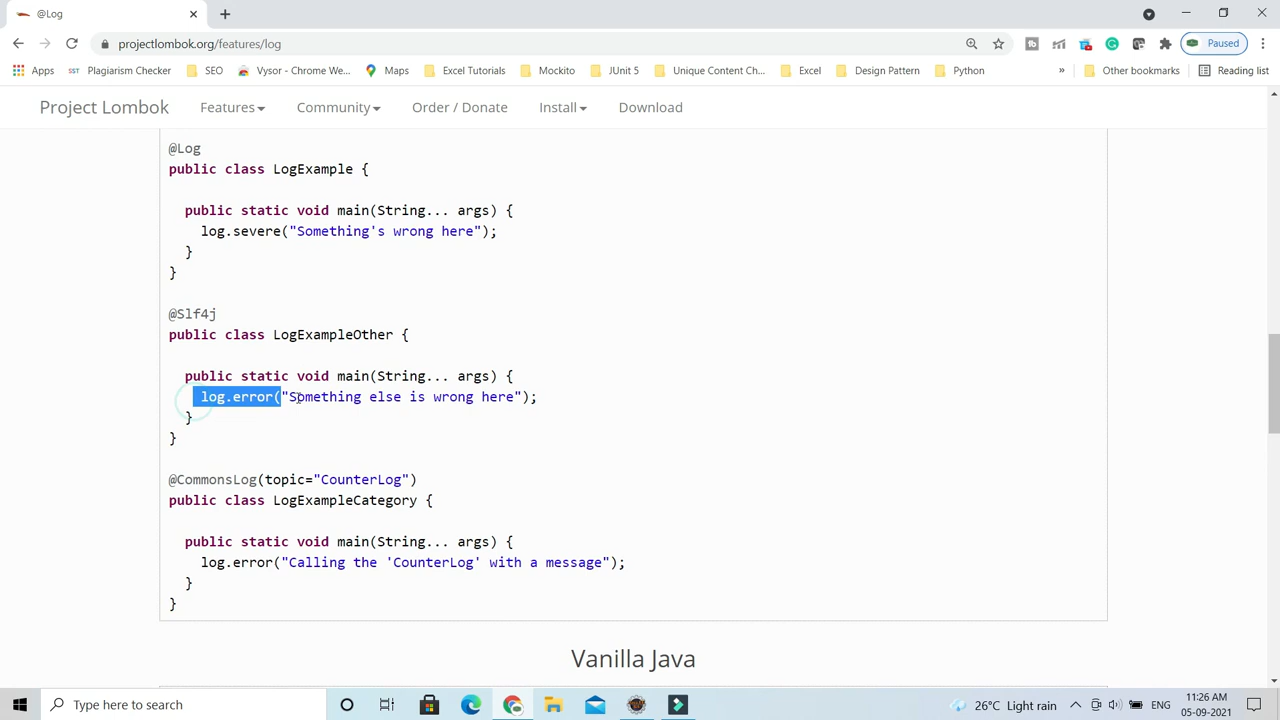 @Log
projectlombok.org/features/log
Paused
Apps
SST Plagiarism Checker
SEO
Vysor - Chrome We...
Maps
Excel Tutorials
Mockito
JUnit 5
Unique Content Ch...
Excel
Design Pattern
Python
»
Other bookmarks
Reading list
Project Lombok
Features
Community
Order / Donate
Install
Download
@Log
public class LogExample {
public static void main(String... args) {
log.severe("Something's wrong here");
}
}
@Slf4j
public class LogExampleOther {
public static void main(String... args) {
log.error("Something else is wrong here");
}
}
@CommonsLog(topic="CounterLog")
public class LogExampleCategory {
public static void main(String... args) {
log.error("Calling the 'CounterLog' with a message");
}
}
Vanilla Java
Type here to search
26°C Light rain
ENG
11:26 AM
05-09-2021